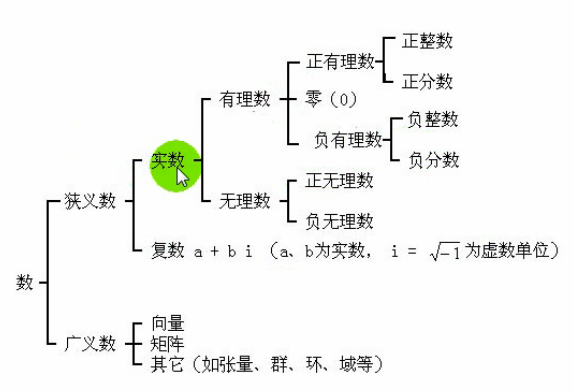 正整数
正有理数
正分数
有理数
零（0）
负整数
负有理数
负分数
实数
正无理数
狭义数
无理数
负无理数
复数 a + b i （a、b为实数， i = √-1 为虚数单位）
数
向量
广义数
矩阵
其它（如张量、群、环、域等）